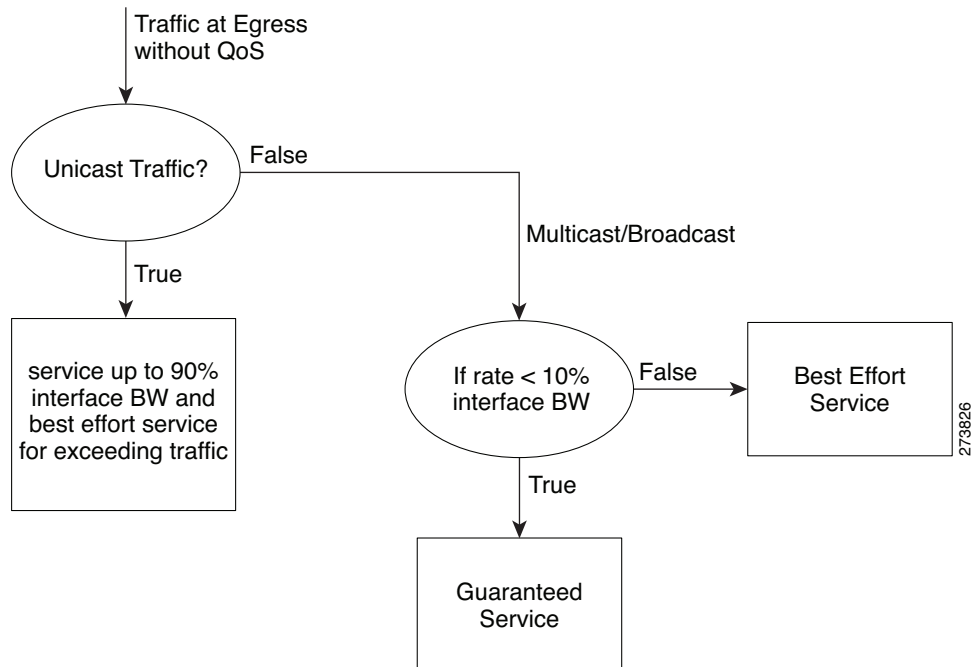 Traffic at Egress
without QoS
Unicast Traffic?
False
Multicast/Broadcast
True
service up to 90%
interface BW and
best effort service
for exceeding traffic
If rate < 10%
interface BW
False
Best Effort
Service
True
Guaranteed
Service
273826